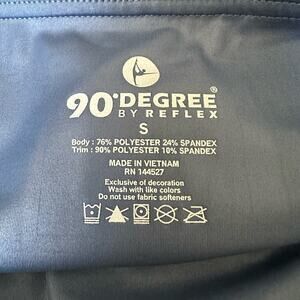 90°DEGREE®
BY REFLEX
S
Body : 76% POLYESTER 24% SPANDEX
Trim : 90% POLYESTER 10% SPANDEX
MADE IN VIETNAM
RN 144527
Exclusive of decoration
Wash with like colors
Do not use fabric softeners